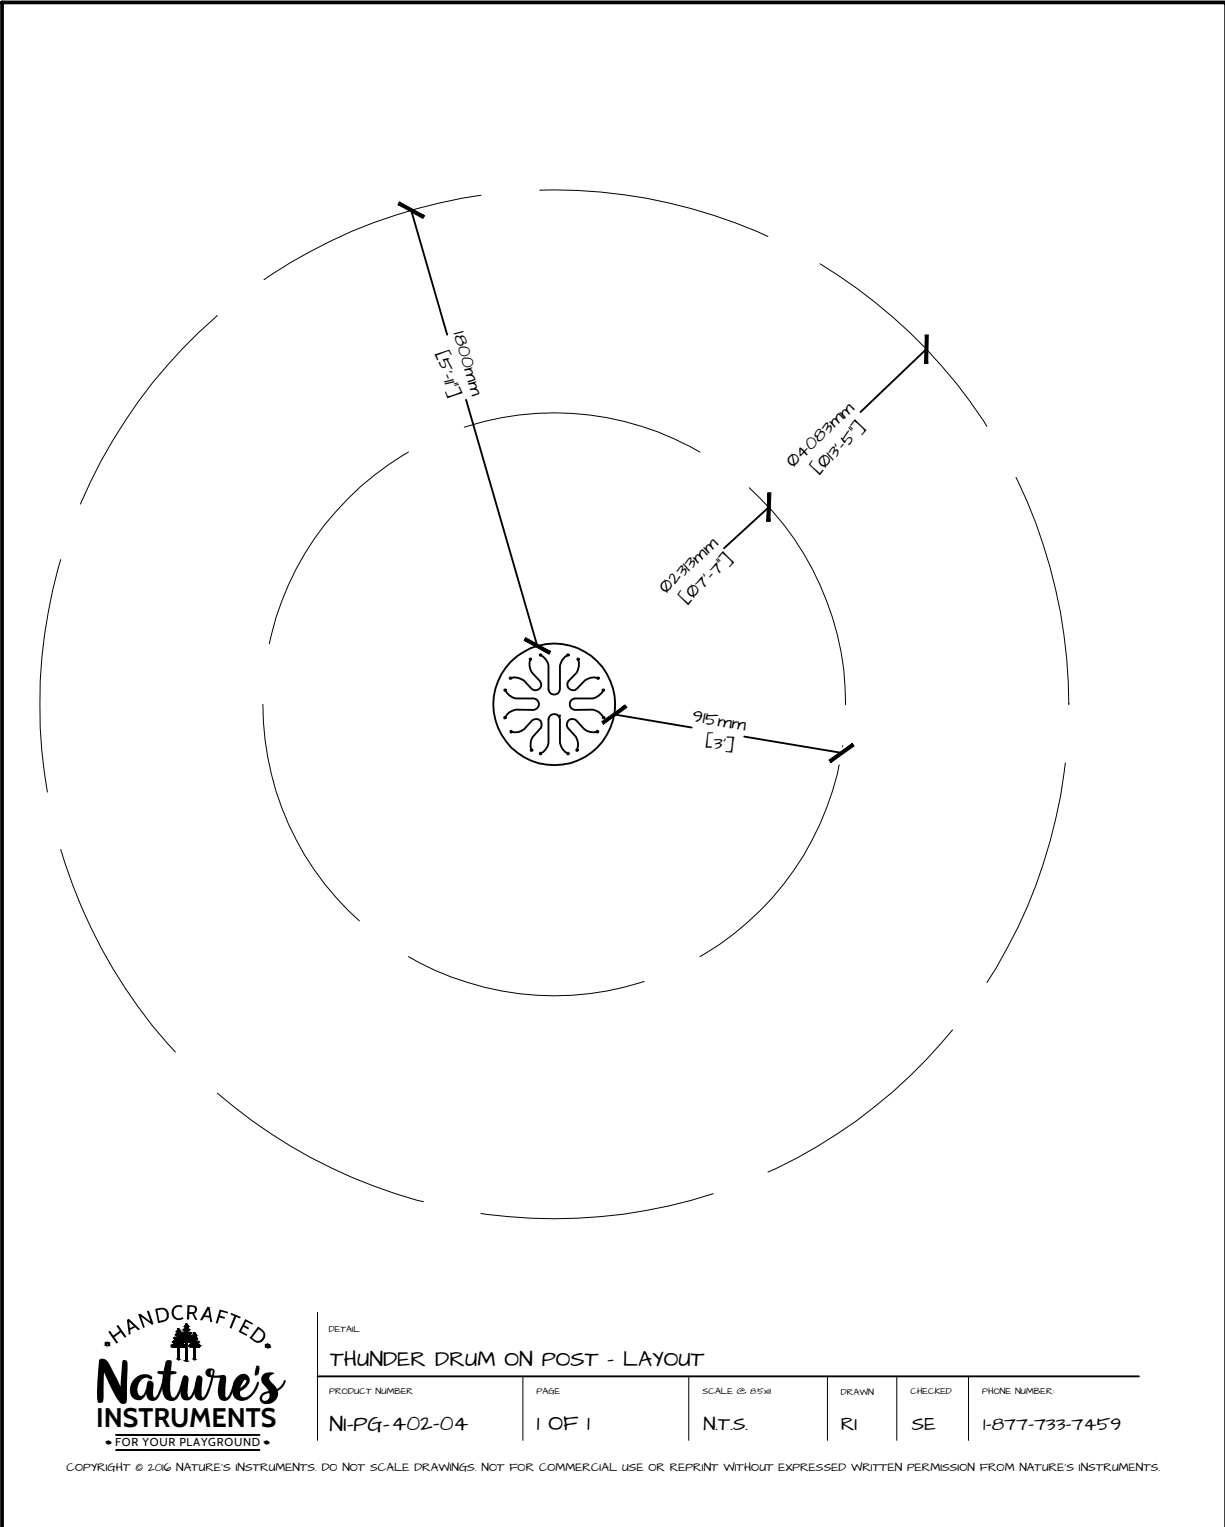 1800mm
[5'-11"]
Ø4083mm
[Ø13'-5"]
Ø2313mm
[Ø7'-7"]
915mm
[3']
HANDCRAFTED
Nature's
INSTRUMENTS
FOR YOUR PLAYGROUND
DETAIL
THUNDER DRUM ON POST - LAYOUT
PRODUCT NUMBER
NI-PG-402-04
PAGE
1 OF 1
SCALE @ 8.5x11
N.T.S.
DRAWN
RI
CHECKED
SE
PHONE NUMBER:
1-877-733-7459
COPYRIGHT © 2016 NATURE'S INSTRUMENTS. DO NOT SCALE DRAWINGS. NOT FOR COMMERCIAL USE OR REPRINT WITHOUT EXPRESSED WRITTEN PERMISSION FROM NATURE'S INSTRUMENTS.